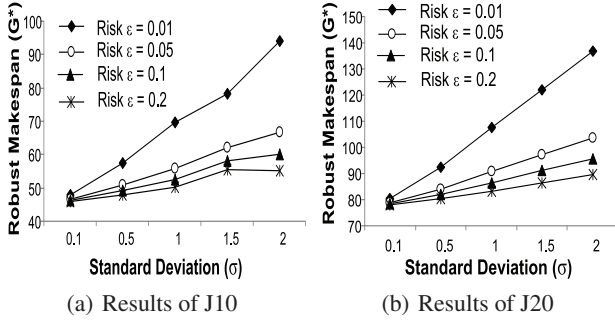 Robust Makespan (G*)
100
90
80
70
60
50
40
Risk ε = 0.01
Risk ε = 0.05
Risk ε = 0.1
Risk ε = 0.2
0.1 0.5 1 1.5 2
Standard Deviation (σ)
(a) Results of J10
Robust Makespan (G*)
150
140
130
120
110
100
90
80
70
Risk ε = 0.01
Risk ε = 0.05
Risk ε = 0.1
Risk ε = 0.2
0.1 0.5 1 1.5 2
Standard Deviation (σ)
(b) Results of J20